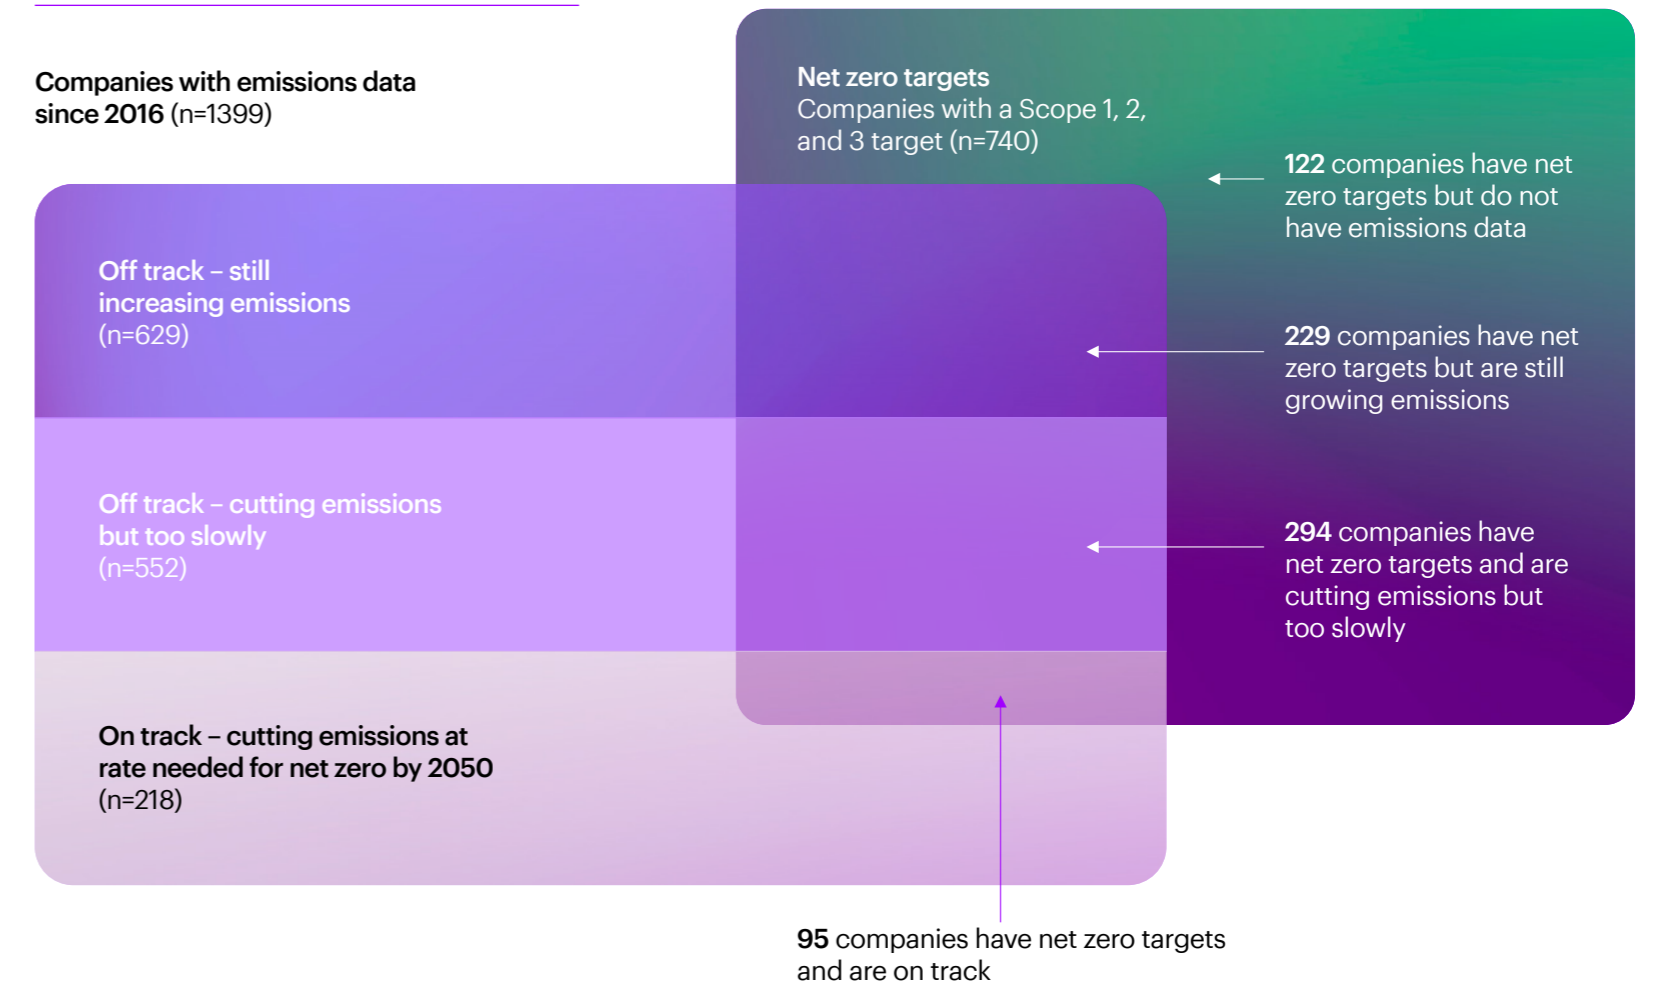 Companies with emissions data
since 2016 (n=1399)
Net zero targets
Companies with a Scope 1, 2,
and 3 target (n=740)
122 companies have net
zero targets but do not
have emissions data
Off track – still
increasing emissions
(n=629)
229 companies have net
zero targets but are still
growing emissions
Off track – cutting emissions
but too slowly
(n=552)
294 companies have
net zero targets and are
cutting emissions but
too slowly
On track – cutting emissions at
rate needed for net zero by 2050
(n=218)
95 companies have net zero targets
and are on track